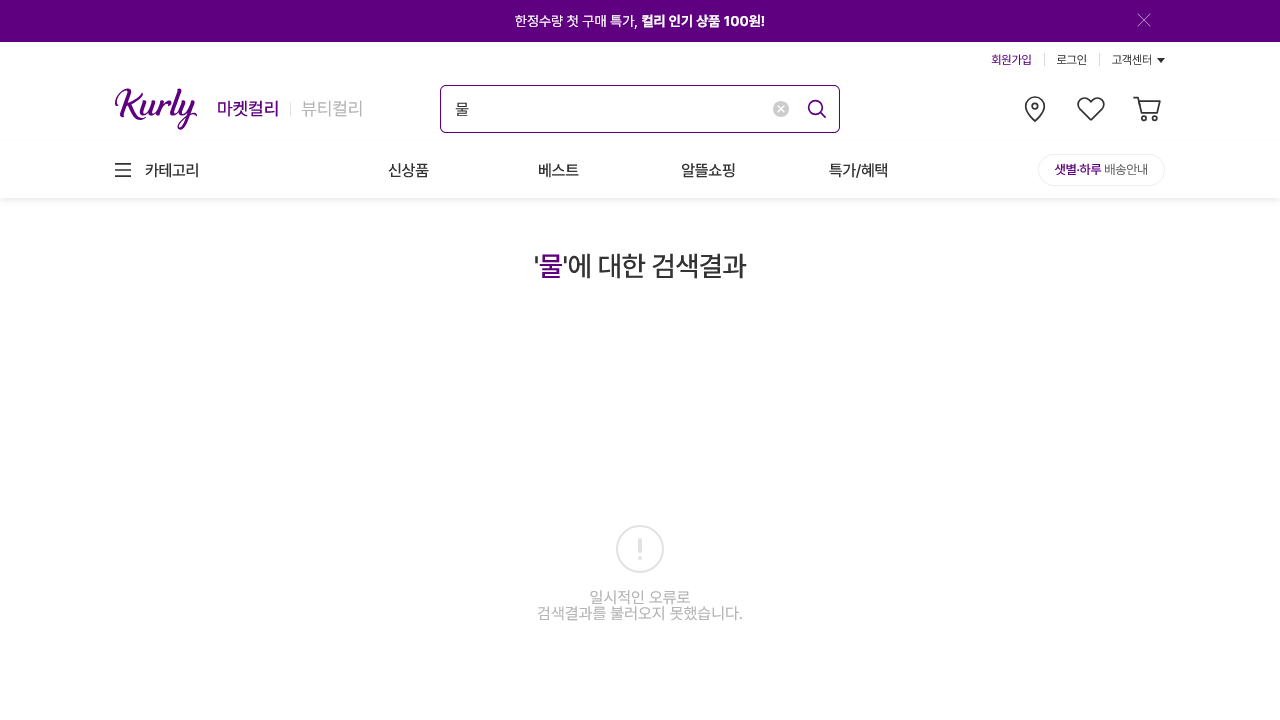 한정수량 첫 구매 특가, 컬리 인기 상품 100원!
회원가입
로그인
고객센터
Kurly
마켓컬리
뷰티컬리
물
카테고리
신상품
베스트
알뜰쇼핑
특가/혜택
샛별·하루 배송안내
'물'에 대한 검색결과
일시적인 오류로
검색결과를 불러오지 못했습니다.